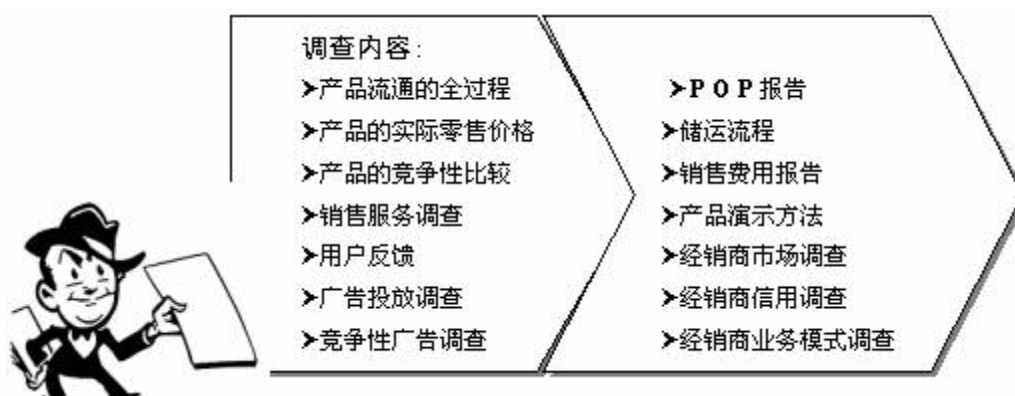 调查内容：
➤产品流通的全过程
➤产品的实际零售价格
➤产品的竞争性比较
➤销售服务调查
➤用户反馈
➤广告投放调查
➤竞争性广告调查
➤P O P 报告
➤储运流程
➤销售费用报告
➤产品演示方法
➤经销商市场调查
➤经销商信用调查
➤经销商业务模式调查